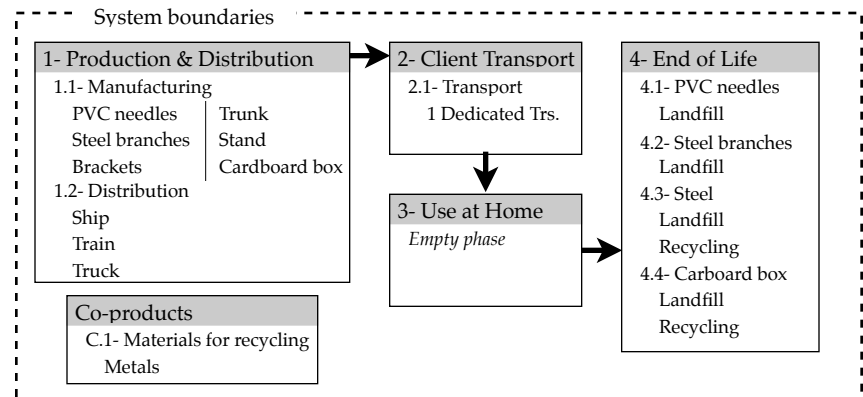 System boundaries
1- Production & Distribution
1.1- Manufacturing
PVC needles
Steel branches
Brackets
Trunk
Stand
Cardboard box
1.2- Distribution
Ship
Train
Truck
Co-products
C.1- Materials for recycling
Metals
2- Client Transport
2.1- Transport
1 Dedicated Trs.
3- Use at Home
Empty phase
4- End of Life
4.1- PVC needles
Landfill
4.2- Steel branches
Landfill
4.3- Steel
Landfill
Recycling
4.4- Carboard box
Landfill
Recycling